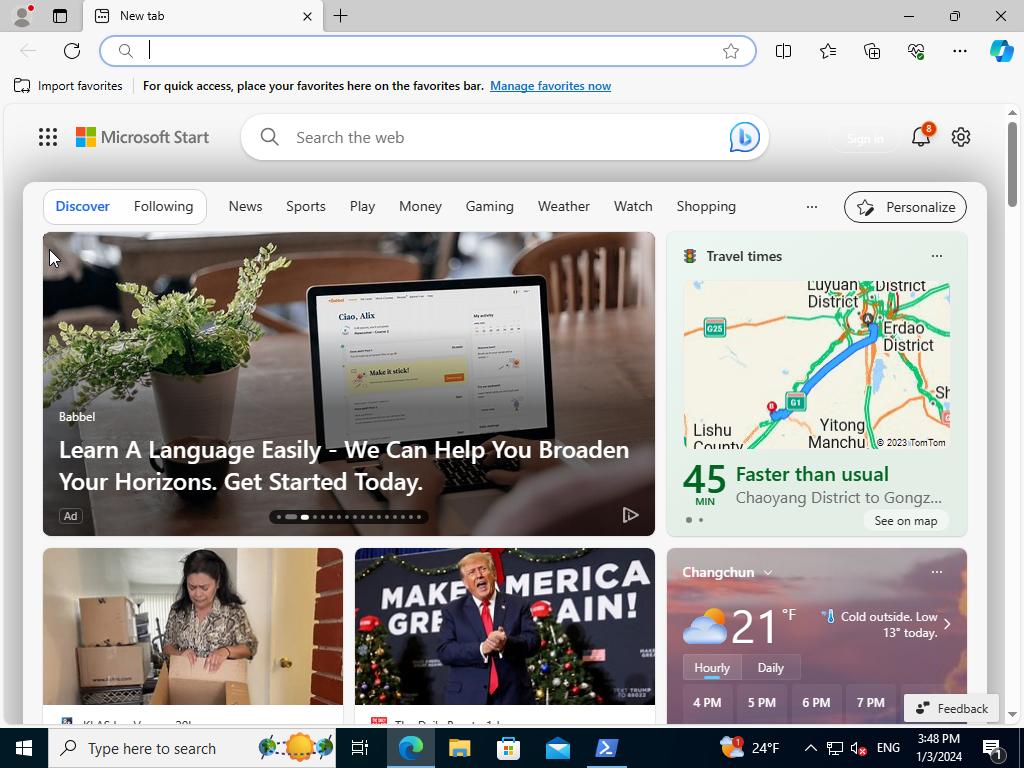 New tab
Import favorites
For quick access, place your favorites here on the favorites bar. Manage favorites now
Microsoft Start
Search the web
Sign in
8
Discover
Following
News
Sports
Play
Money
Gaming
Weather
Watch
Shopping
Personalize
Ciao, Alix
My activity
Make it stick!
Babbel
Learn A Language Easily - We Can Help You Broaden
Your Horizons. Get Started Today.
Ad
Travel times
Luyuan
District
District
G25
Erdao
District
G1
Lishu
County
Yitong
Manchu
© 2023 TomTom
45
MIN
Faster than usual
Chaoyang District to Gongz...
See on map
MAKE AMERICA
GREAT AGAIN!
Changchun
21 °F
Cold outside. Low
13° today.
Hourly
Daily
4 PM
5 PM
6 PM
7 PM
Feedback
Type here to search
1
24°F
ENG
3:48 PM
1/3/2024
1